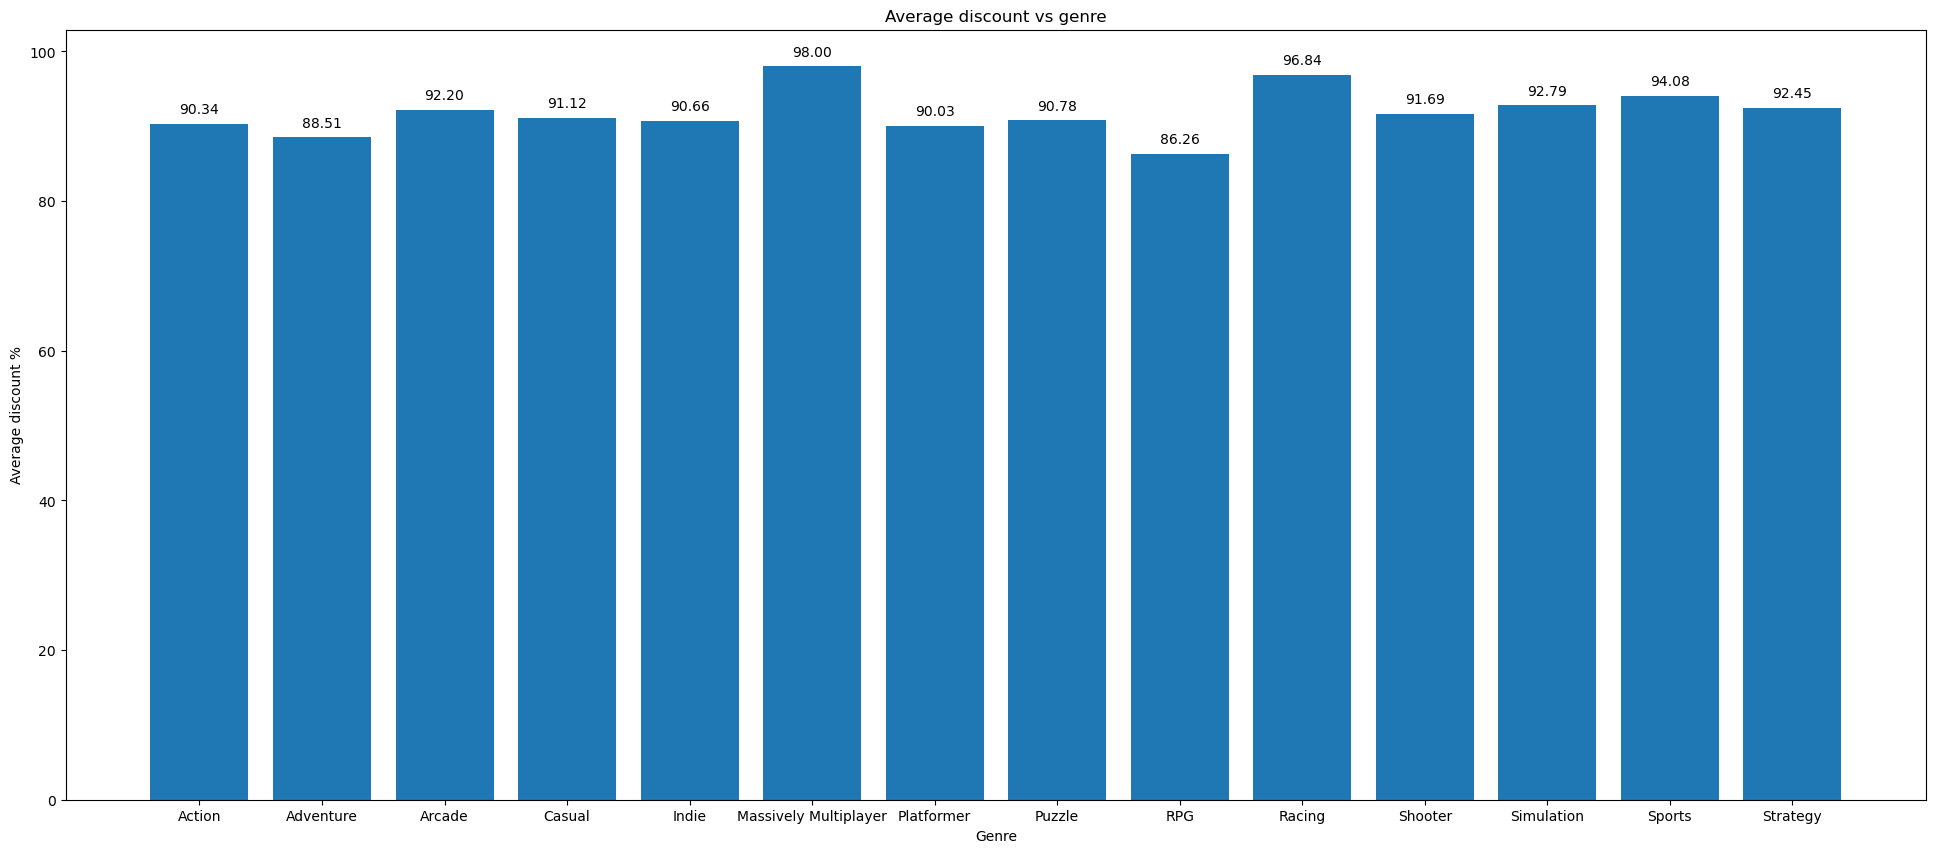 Average discount vs genre
100
80
60
40
20
0
Average discount %
90.34
88.51
92.20
91.12
90.66
98.00
90.03
90.78
86.26
96.84
91.69
92.79
94.08
92.45
Action
Adventure
Arcade
Casual
Indie
Massively Multiplayer
Platformer
Puzzle
RPG
Racing
Shooter
Simulation
Sports
Strategy
Genre